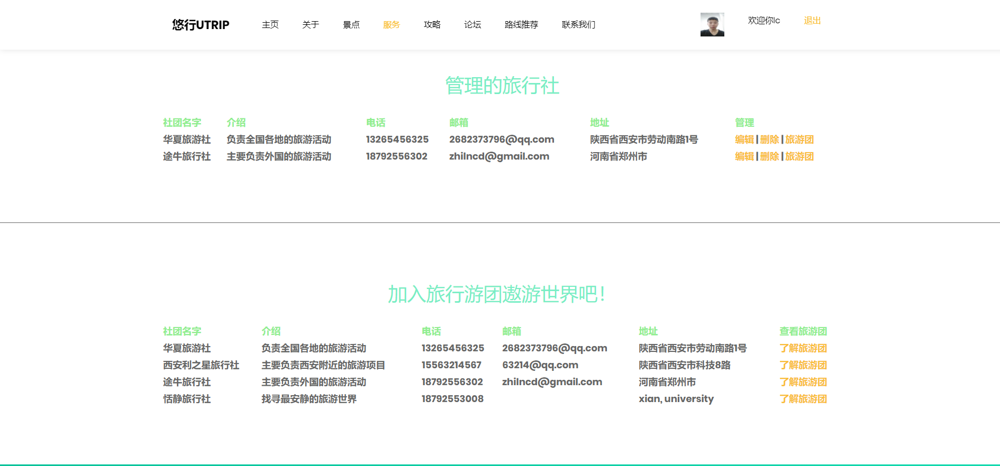 悠行UTRIP 主页 关于 景点 服务 攻略 论坛 路线推荐 联系我们 欢迎你lc 退出
管理的旅行社
社团名字 介绍 电话 邮箱 地址 管理
华夏旅游社 负责全国各地的旅游活动 13265456325 2682373796@qq.com 陕西省西安市劳动南路1号 编辑 | 删除 | 旅游团
途牛旅行社 主要负责外国的旅游活动 18792556302 zhilncd@gmail.com 河南省郑州市 编辑 | 删除 | 旅游团
加入旅行游团遨游世界吧！
社团名字 介绍 电话 邮箱 地址 查看旅游团
华夏旅游社 负责全国各地的旅游活动 13265456325 2682373796@qq.com 陕西省西安市劳动南路1号 了解旅游团
西安利之星旅行社 主要负责西安附近的旅游项目 15563214567 63214@qq.com 陕西省西安市科技8路 了解旅游团
途牛旅行社 主要负责外国的旅游活动 18792556302 zhilncd@gmail.com 河南省郑州市 了解旅游团
恬静旅行社 找寻最安静的旅游世界 18792553008 xian, university 了解旅游团